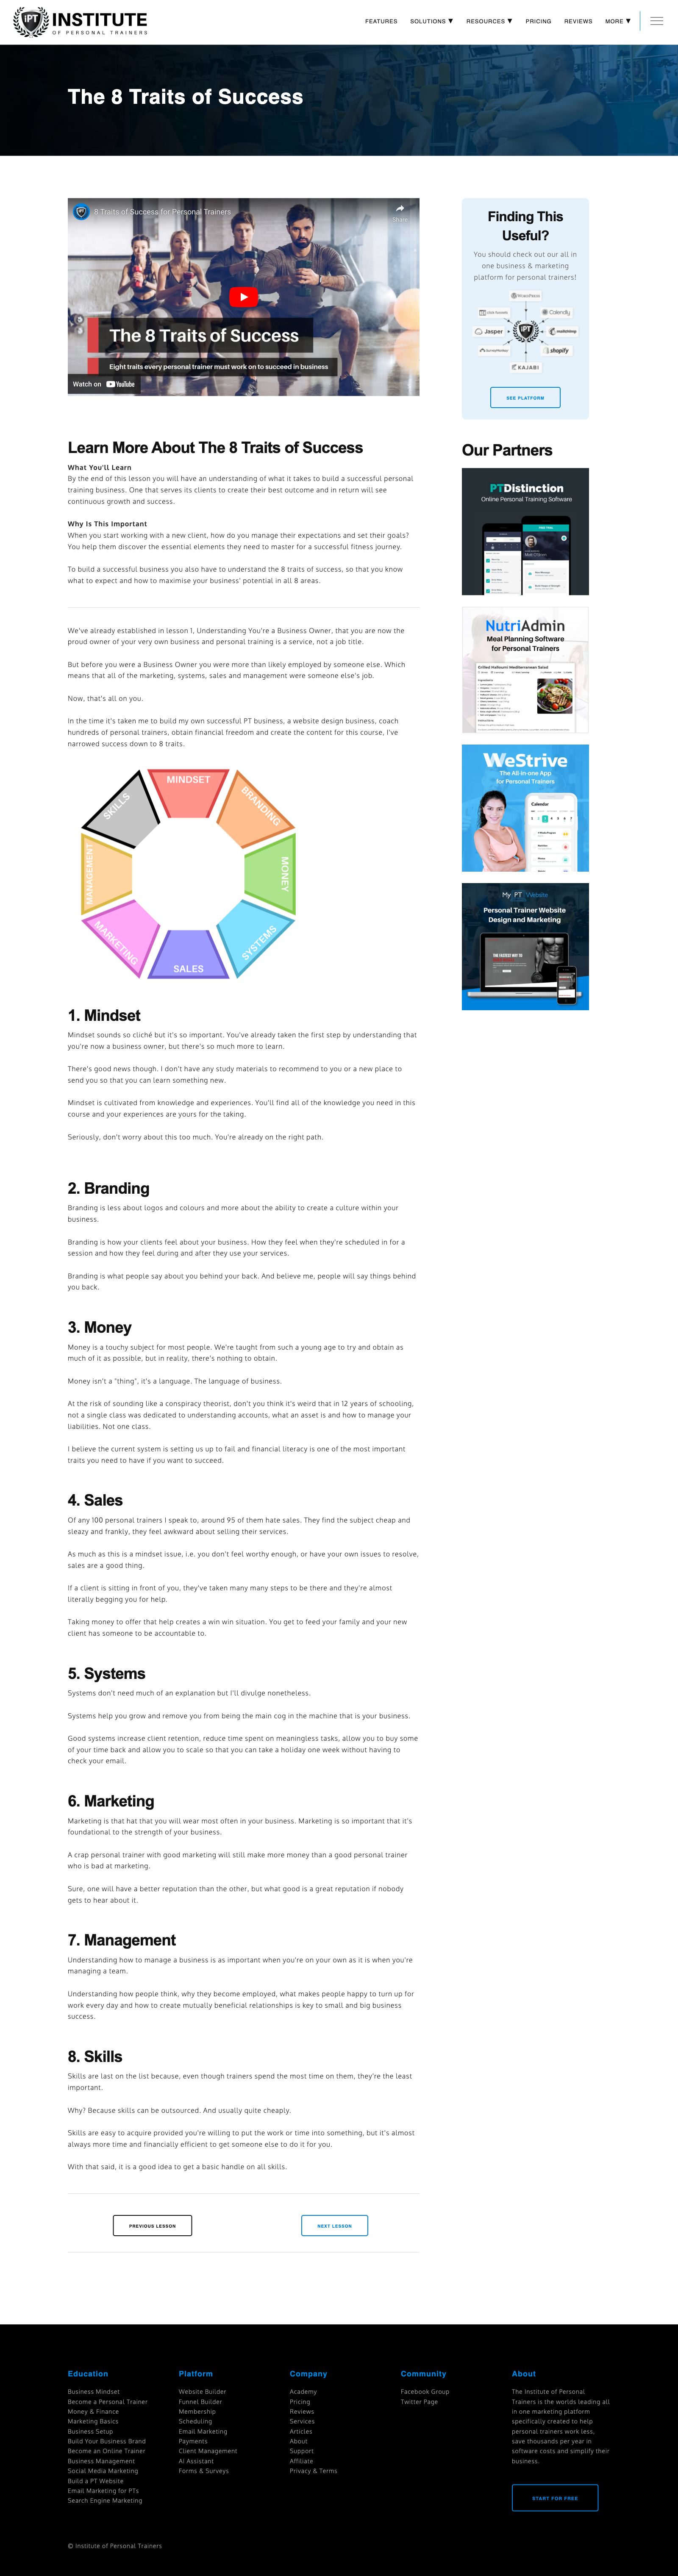 IPT INSTITUTE
OF PERSONAL TRAINERS
FEATURES
SOLUTIONS ▼
RESOURCES ▼
PRICING
REVIEWS
MORE ▼
The 8 Traits of Success
8 Traits of Success for Personal Trainers
Share
The 8 Traits of Success
Eight traits every personal trainer must work on to succeed in business
Watch on YouTube
Finding This
Useful?
You should check out our all in
one business & marketing
platform for personal trainers!
Calendly
Jasper
mailchimp
SurveyMonkey
shopify
KAJABI
SEE PLATFORM
Our Partners
PTDistinction
Online Personal Training Software
NutriAdmin
Meal Planning Software
for Personal Trainers
Grilled Halloumi Mediterranean Salad
WeStrive
The All-in-one App
for Personal Trainers
Calendar
My PT Website
Personal Trainer Website
Design and Marketing
THE FASTEST WAY TO
Learn More About The 8 Traits of Success
What You'll Learn
By the end of this lesson you will have an understanding of what it takes to build a successful personal
training business. One that serves its clients to create their best outcome and in return will see
continuous growth and success.
Why Is This Important
When you start working with a new client, how do you manage their expectations and set their goals?
You help them discover the essential elements they need to master for a successful fitness journey.
To build a successful business you also have to understand the 8 traits of success, so that you know
what to expect and how to maximise your business' potential in all 8 areas.
We've already established in lesson 1, Understanding You're a Business Owner, that you are now the
proud owner of your very own business and personal training is a service, not a job title.
But before you were a Business Owner you were more than likely employed by someone else. Which
means that all of the marketing, systems, sales and management were someone else's job.
Now, that's all on you.
In the time it's taken me to build my own successful PT business, a website design business, coach
hundreds of personal trainers, obtain financial freedom and create the content for this course, I've
narrowed success down to 8 traits.
MINDSET
BRANDING
MONEY
SYSTEMS
SALES
MARKETING
MANAGEMENT
SKILLS
1. Mindset
Mindset sounds so cliché but it's so important. You've already taken the first step by understanding that
you're now a business owner, but there's so much more to learn.
There's good news though. I don't have any study materials to recommend to you or a new place to
send you so that you can learn something new.
Mindset is cultivated from knowledge and experiences. You'll find all of the knowledge you need in this
course and your experiences are yours for the taking.
Seriously, don't worry about this too much. You're already on the right path.
2. Branding
Branding is less about logos and colours and more about the ability to create a culture within your
business.
Branding is how your clients feel about your business. How they feel when they're scheduled in for a
session and how they feel during and after they use your services.
Branding is what people say about you behind your back. And believe me, people will say things behind
you back.
3. Money
Money is a touchy subject for most people. We're taught from such a young age to try and obtain as
much of it as possible, but in reality, there's nothing to obtain.
Money isn't a "thing", it's a language. The language of business.
At the risk of sounding like a conspiracy theorist, don't you think it's weird that in 12 years of schooling,
not a single class was dedicated to understanding accounts, what an asset is and how to manage your
liabilities. Not one class.
I believe the current system is setting us up to fail and financial literacy is one of the most important
traits you need to have if you want to succeed.
4. Sales
Of any 100 personal trainers I speak to, around 95 of them hate sales. They find the subject cheap and
sleazy and frankly, they feel awkward about selling their services.
As much as this is a mindset issue, i.e. you don't feel worthy enough, or have your own issues to resolve,
sales are a good thing.
If a client is sitting in front of you, they've taken many many steps to be there and they're almost
literally begging you for help.
Taking money to offer that help creates a win win situation. You get to feed your family and your new
client has someone to be accountable to.
5. Systems
Systems don't need much of an explanation but I'll divulge nonetheless.
Systems help you grow and remove you from being the main cog in the machine that is your business.
Good systems increase client retention, reduce time spent on meaningless tasks, allow you to buy some
of your time back and allow you to scale so that you can take a holiday one week without having to
check your email.
6. Marketing
Marketing is that hat that you will wear most often in your business. Marketing is so important that it's
foundational to the strength of your business.
A crap personal trainer with good marketing will still make more money than a good personal trainer
who is bad at marketing.
Sure, one will have a better reputation than the other, but what good is a great reputation if nobody
gets to hear about it.
7. Management
Understanding how to manage a business is as important when you're on your own as it is when you're
managing a team.
Understanding how people think, why they become employed, what makes people happy to turn up for
work every day and how to create mutually beneficial relationships is key to small and big business
success.
8. Skills
Skills are last on the list because, even though trainers spend the most time on them, they're the least
important.
Why? Because skills can be outsourced. And usually quite cheaply.
Skills are easy to acquire provided you're willing to put the work or time into something, but it's almost
always more time and financially efficient to get someone else to do it for you.
With that said, it is a good idea to get a basic handle on all skills.
PREVIOUS LESSON
NEXT LESSON
Education
Business Mindset
Become a Personal Trainer
Money & Finance
Marketing Basics
Business Setup
Build Your Business Brand
Become an Online Trainer
Business Management
Social Media Marketing
Build a PT Website
Email Marketing for PTs
Search Engine Marketing
Platform
Website Builder
Funnel Builder
Membership
Scheduling
Email Marketing
Payments
Client Management
AI Assistant
Forms & Surveys
Company
Academy
Pricing
Reviews
Services
Articles
About
Support
Affiliate
Privacy & Terms
Community
Facebook Group
Twitter Page
About
The Institute of Personal
Trainers is the worlds leading all
in one marketing platform
specifically created to help
personal trainers work less,
save thousands per year in
software costs and simplify their
business.
START FOR FREE
© Institute of Personal Trainers